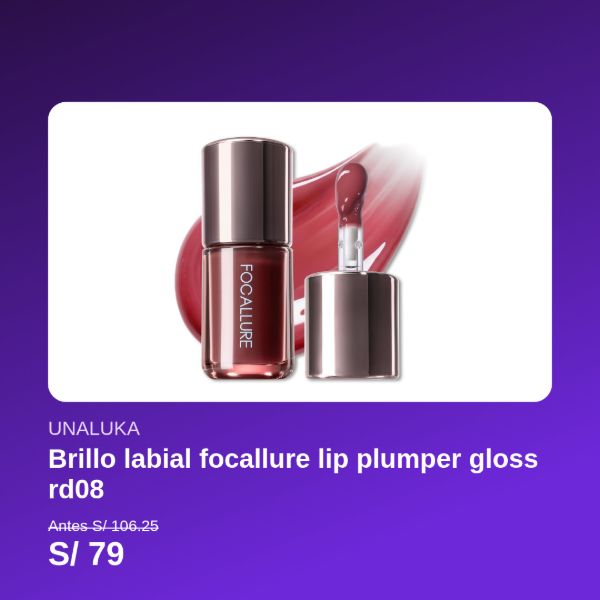 FOCALLURE
UNALUKA
Brillo labial focallure lip plumper gloss
rd08
Antes S/ 106.25
S/ 79